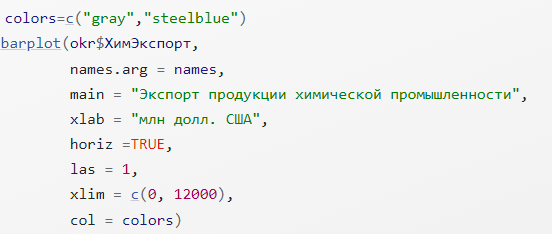 colors=c("gray","steelblue")
barplot(okr$ХимЭкспорт,
names.arg = names,
main = "Экспорт продукции химической промышленности",
xlab = "млн долл. США",
horiz =TRUE,
las = 1,
xlim = c(0, 12000),
col = colors)